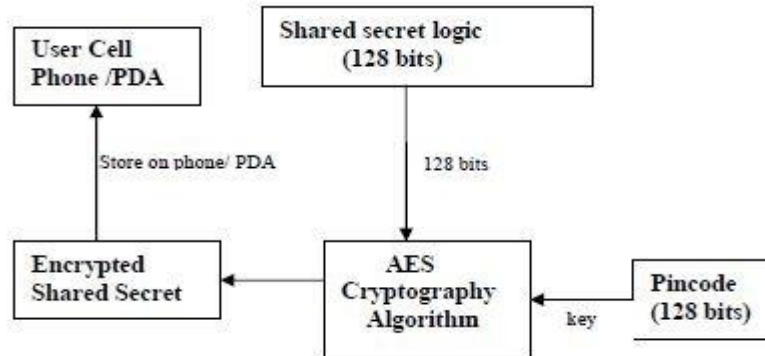 User Cell
Phone /PDA
Shared secret logic
(128 bits)
Store on phone/ PDA
128 bits
Encrypted
Shared Secret
AES
Cryptography
Algorithm
key
Pincode
(128 bits)